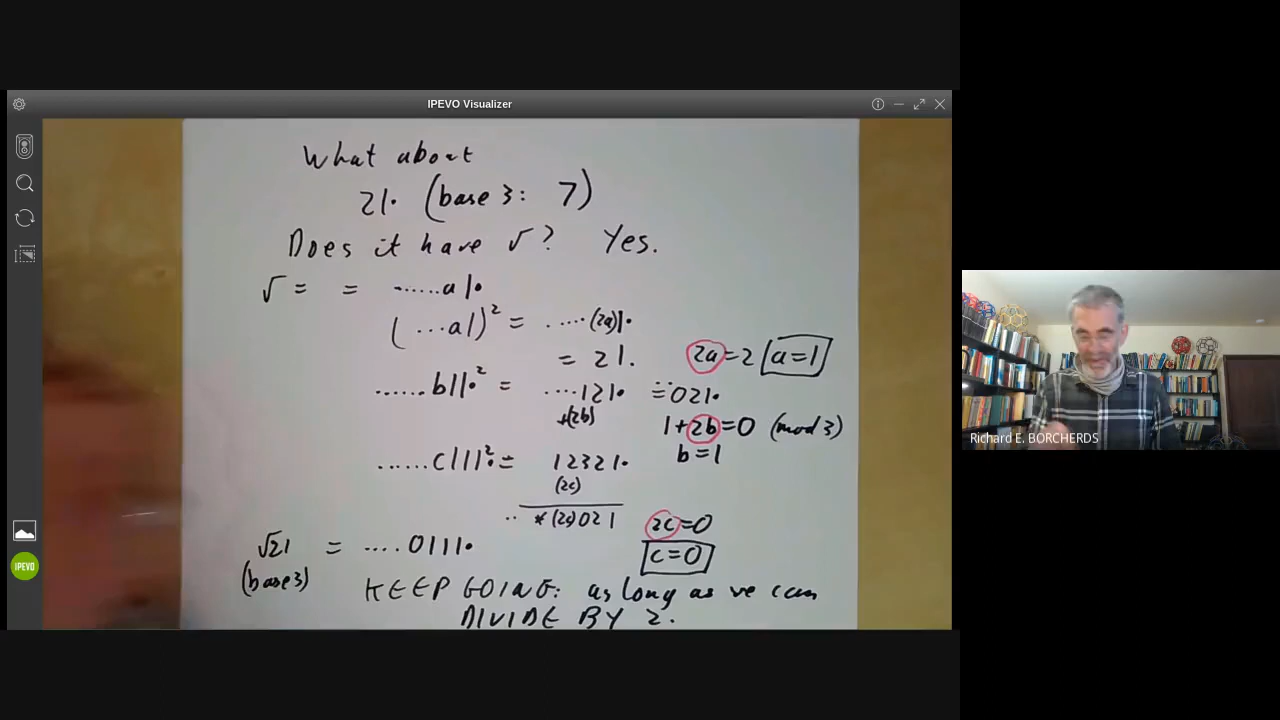 IPEVO Visualizer
What about
21. (base 3: 7)
Does it have √? Yes.
√= = ......a1.
(...a1)² = .....(2a)1.
= 21. 2a=2 a=1
......b11.² = ....121. ≡021.
+(2b) 1+2b=0 (mod 3)
b=1
......c111.² = 12321.
(2c)
.. *(2c)021 2c=0
√21 = ....0111. c=0
(base3)
KEEP GOING: as long as we can
DIVIDE BY 2.
IPEVO
Richard E. BORCHERDS